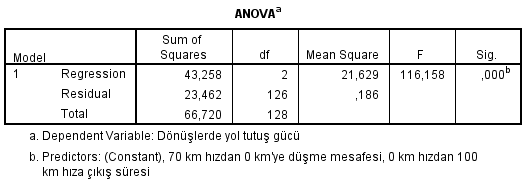 ANOVAa
Model Sum of Squares df Mean Square F Sig.
1 Regression 43,258 2 21,629 116,158 ,000b
Residual 23,462 126 ,186
Total 66,720 128
a. Dependent Variable: Dönüşlerde yol tutuş gücü
b. Predictors: (Constant), 70 km hızdan 0 km'ye düşme mesafesi, 0 km hızdan 100
km hıza çıkış süresi